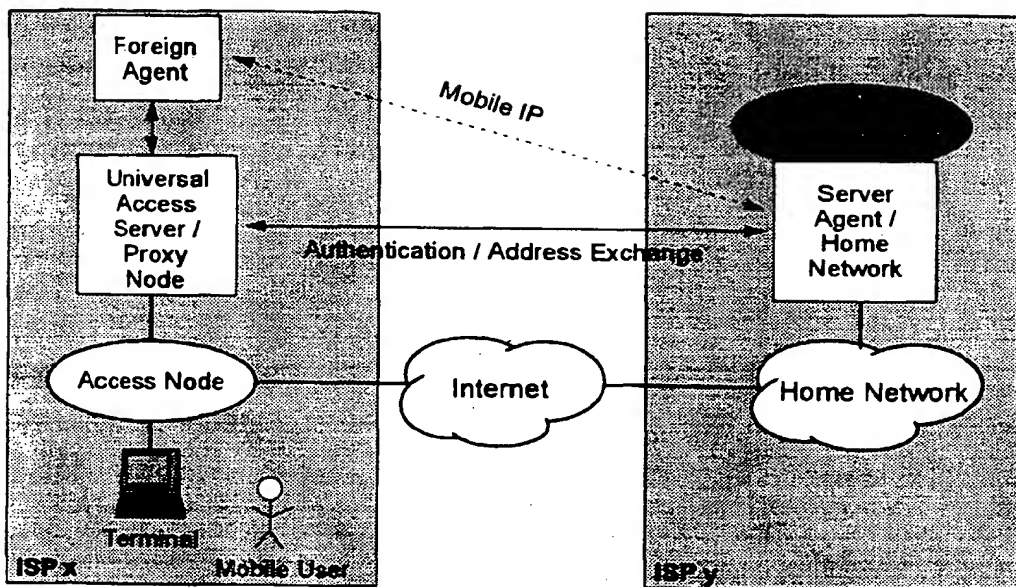 Foreign
Agent
Mobile IP
Universal
Access
Server /
Proxy
Node
Server
Agent /
Home
Network
Authentication / Address Exchange
Access Node
Internet
Home Network
Terminal
Mobile User
ISP x
ISP y